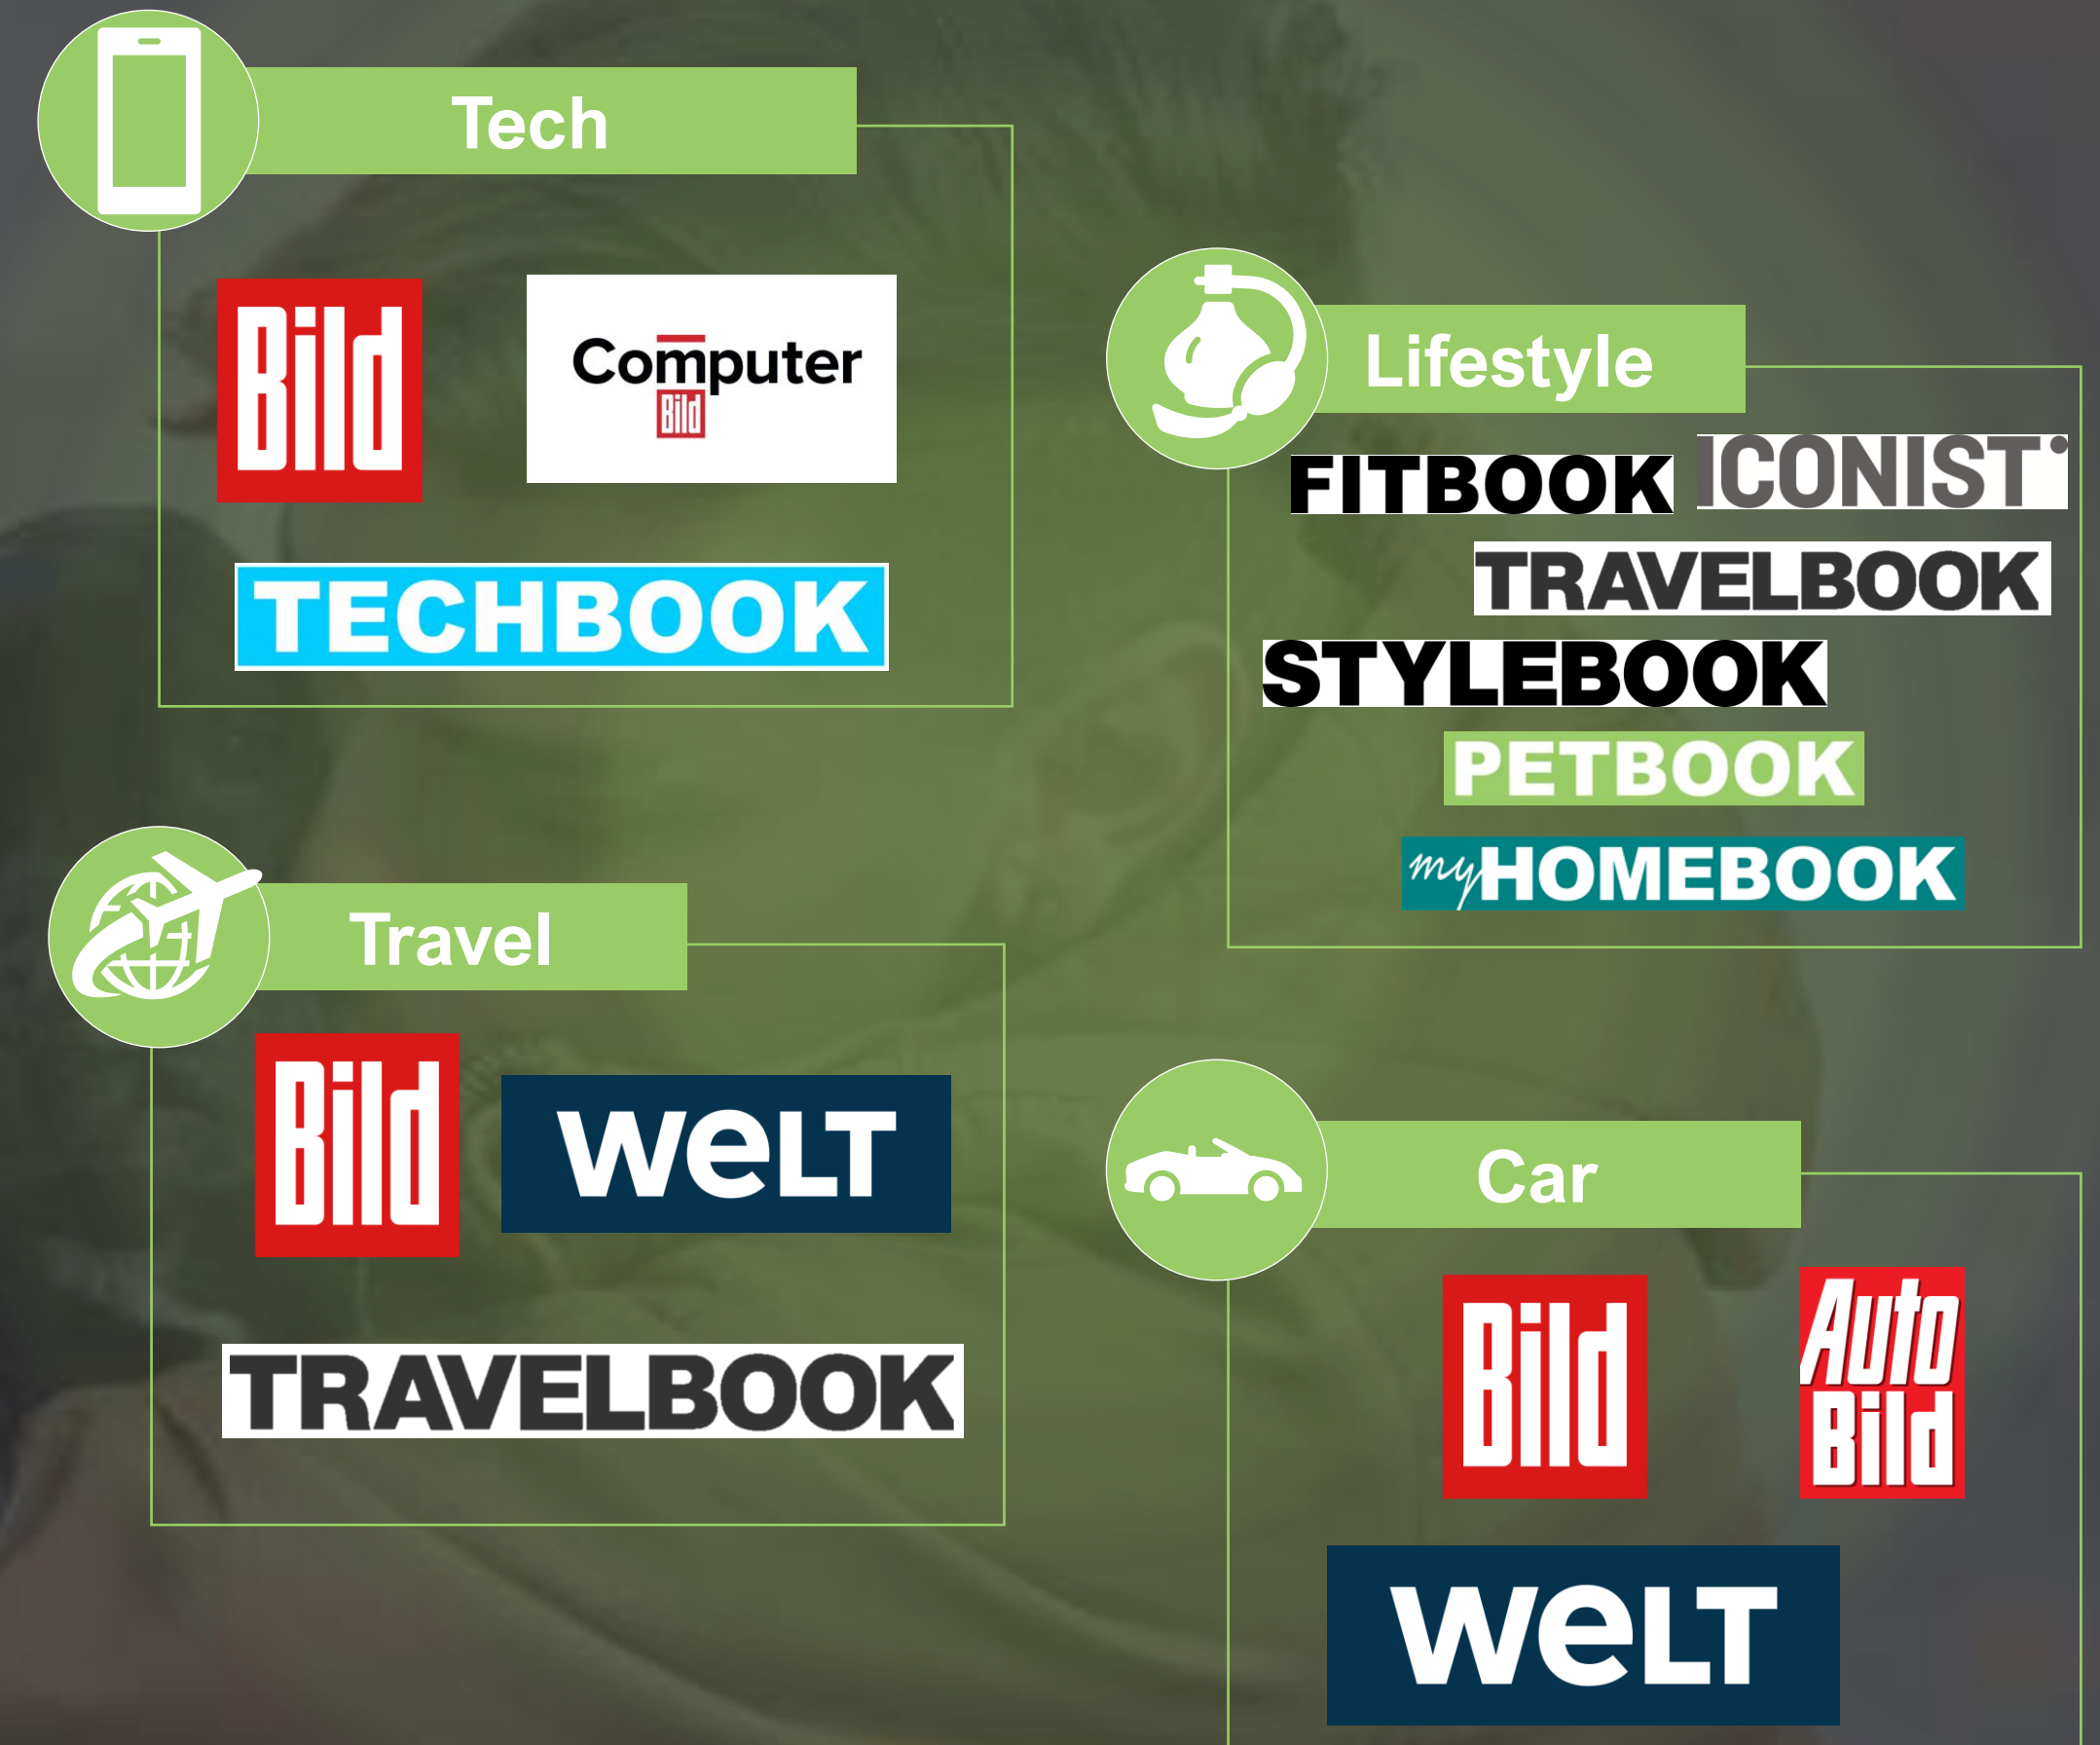 Tech
Bild
Computer
Bild
TECHBOOK
Lifestyle
FITBOOK
ICONIST
TRAVELBOOK
STYLEBOOK
PETBOOK
myHOMEBOOK
Travel
Bild
WeLT
TRAVELBOOK
Car
Bild
Auto
Bild
WeLT